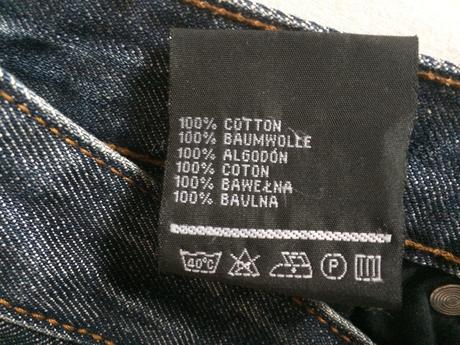 100% COTTON
100% BAUMWOLLE
100% ALGODÓN
100% COTON
100% BAWEŁNA
100% BAVLNA
40°C P